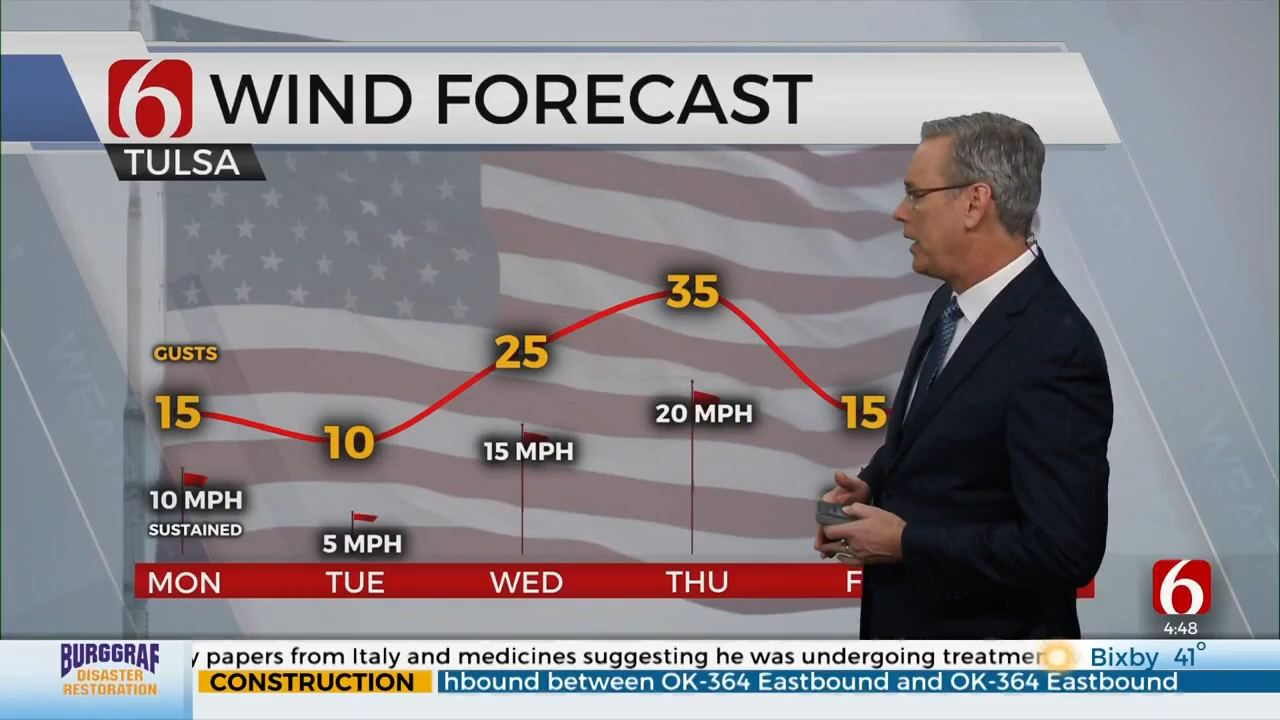 6 WIND FORECAST
TULSA
GUSTS
15
10
25
35
15
10 MPH
SUSTAINED
5 MPH
15 MPH
20 MPH
MON
TUE
WED
THU
F
6
4:48
BURGGRAF
DISASTER
RESTORATION
y papers from Italy and medicines suggesting he was undergoing treatmen
Bixby 41°
CONSTRUCTION
hbound between OK-364 Eastbound and OK-364 Eastbound